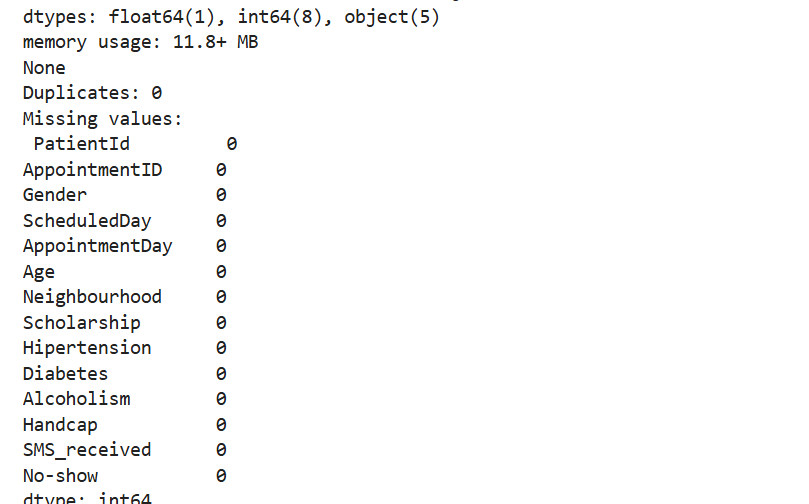 dtypes: float64(1), int64(8), object(5)
memory usage: 11.8+ MB
None
Duplicates: 0
Missing values:
 PatientId         0
AppointmentID     0
Gender            0
ScheduledDay      0
AppointmentDay    0
Age               0
Neighbourhood     0
Scholarship       0
Hipertension      0
Diabetes          0
Alcoholism        0
Handcap           0
SMS_received      0
No-show           0
dtype: int64